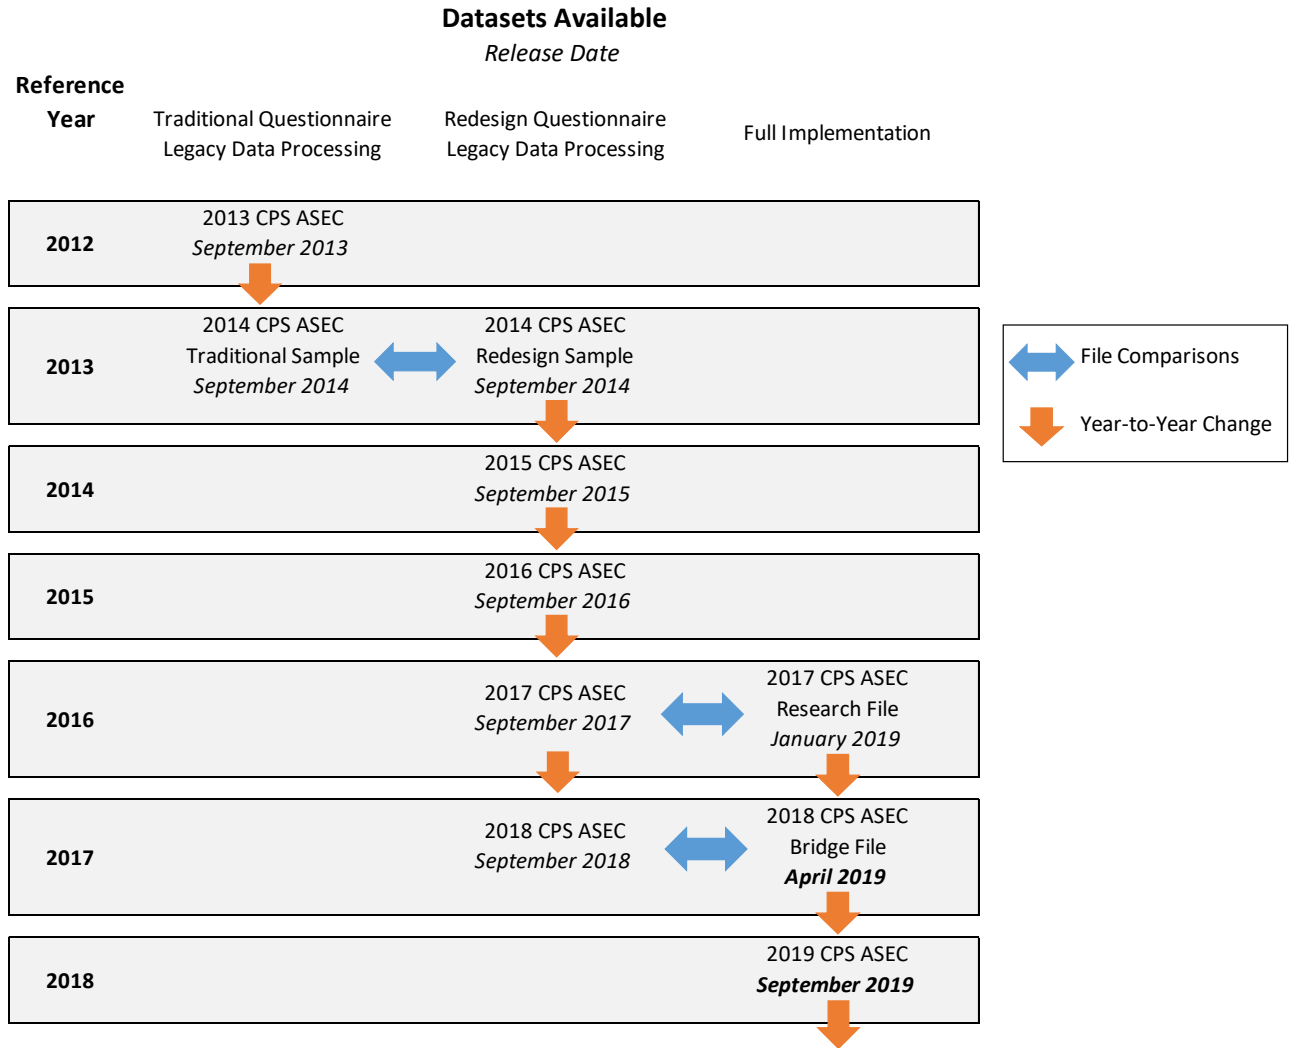 Datasets Available
Release Date
Reference
Year
Traditional Questionnaire
Legacy Data Processing
Redesign Questionnaire
Legacy Data Processing
Full Implementation
2012
2013 CPS ASEC
September 2013
2013
2014 CPS ASEC
Traditional Sample
September 2014
2014 CPS ASEC
Redesign Sample
September 2014
File Comparisons
Year-to-Year Change
2014
2015 CPS ASEC
September 2015
2015
2016 CPS ASEC
September 2016
2016
2017 CPS ASEC
September 2017
2017 CPS ASEC
Research File
January 2019
2017
2018 CPS ASEC
September 2018
2018 CPS ASEC
Bridge File
April 2019
2018
2019 CPS ASEC
September 2019